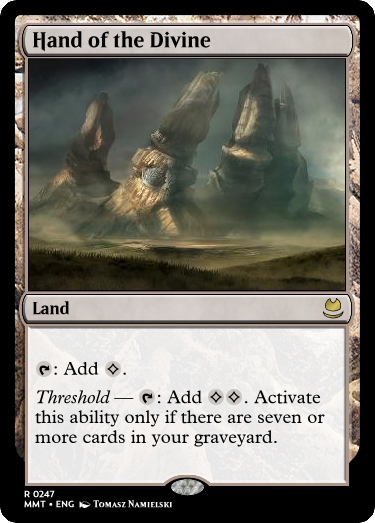 Hand of the Divine
Land
: Add .
Threshold — : Add . Activate
this ability only if there are seven or
more cards in your graveyard.
R 0247
MMT • ENG Tomasz Namielski